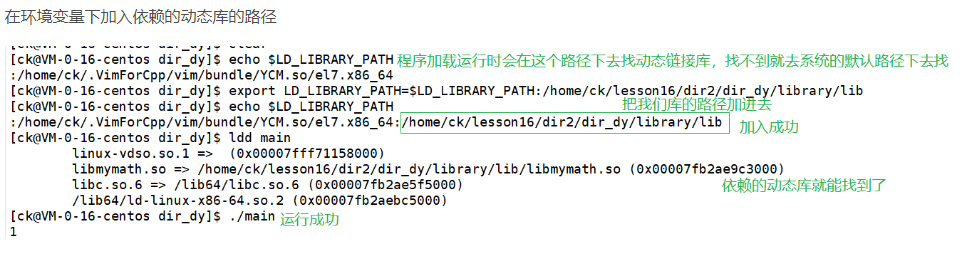 在环境变量下加入依赖的动态库的路径
[ck@VM-0-16-centos dir_dy]$ clear
[ck@VM-0-16-centos dir_dy]$ echo $LD_LIBRARY_PATH 程序加载运行时会在这个路径下去找动态链接库，找不到就去系统的默认路径下去找
:/home/ck/.VimForCpp/vim/bundle/YCM.so/el7.x86_64
[ck@VM-0-16-centos dir_dy]$ export LD_LIBRARY_PATH=$LD_LIBRARY_PATH:/home/ck/lesson16/dir2/dir_dy/library/lib
[ck@VM-0-16-centos dir_dy]$ echo $LD_LIBRARY_PATH 把我们库的路径加进去
:/home/ck/.VimForCpp/vim/bundle/YCM.so/el7.x86_64:/home/ck/lesson16/dir2/dir_dy/library/lib 加入成功
[ck@VM-0-16-centos dir_dy]$ ldd main
linux-vdso.so.1 =>  (0x00007fff71158000)
libmymath.so => /home/ck/lesson16/dir2/dir_dy/library/lib/libmymath.so (0x00007fb2ae9c3000)
libc.so.6 => /lib64/libc.so.6 (0x00007fb2ae5f5000) 依赖的动态库就能找到了
/lib64/ld-linux-x86-64.so.2 (0x00007fb2aebc5000)
[ck@VM-0-16-centos dir_dy]$ ./main 运行成功
1